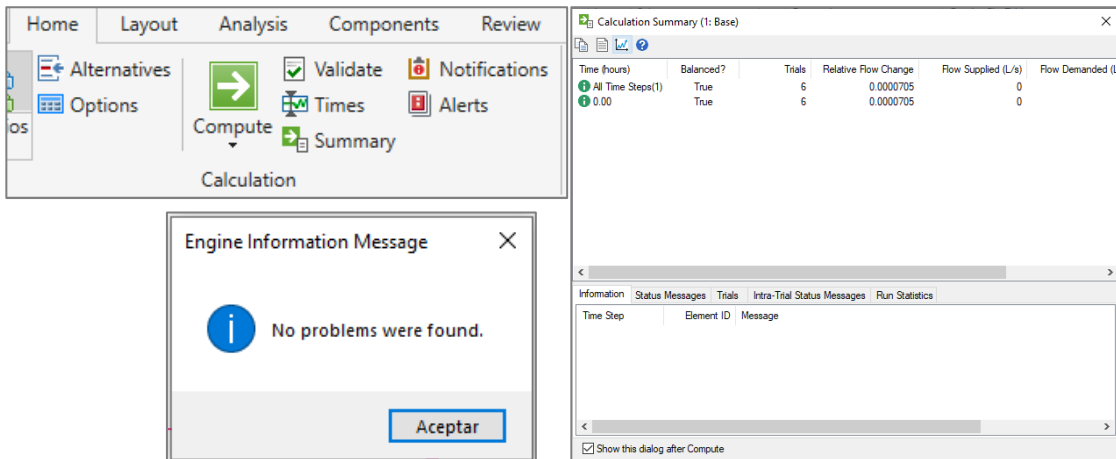 Home Layout Analysis Components Review
Alternatives Validate Notifications
Options Times Alerts
ios Compute Summary
Calculation
Engine Information Message
No problems were found.
Aceptar
Calculation Summary (1: Base)
Time (hours) Balanced? Trials Relative Flow Change Flow Supplied (L/s) Flow Demanded (L
All Time Steps(1) True 6 0.0000705 0
0.00 True 6 0.0000705 0
Information Status Messages Trials Intra-Trial Status Messages Run Statistics
Time Step Element ID Message
Show this dialog after Compute